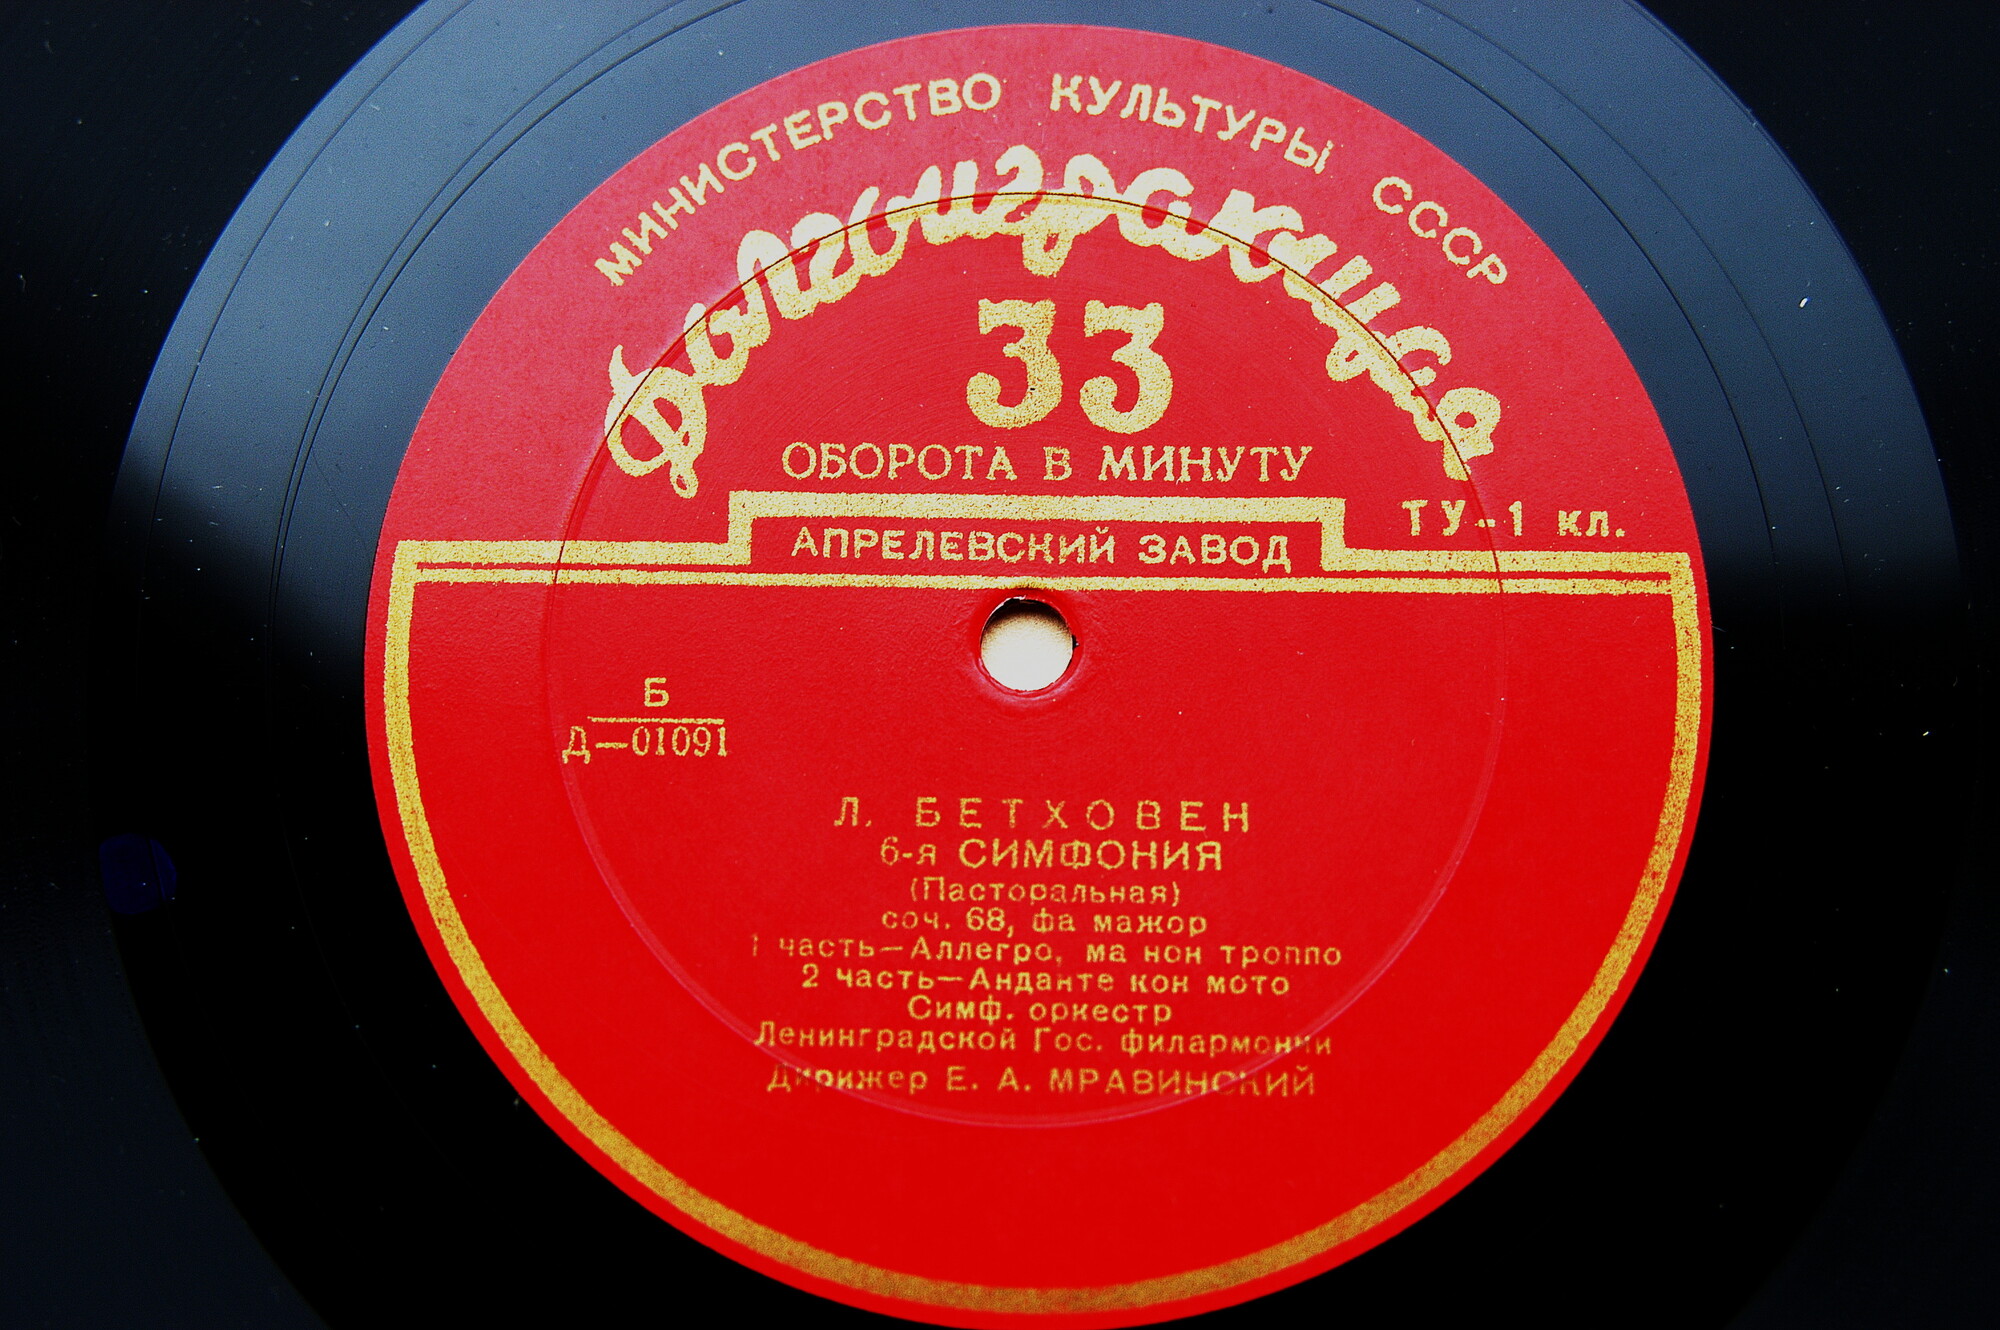 МИНИСТЕРСТВО КУЛЬТУРЫ СССР
Долгоиграющая
33
ОБОРОТА В МИНУТУ
ТУ-1 кл.
АПРЕЛЕВСКИЙ ЗАВОД
Б
Д—01091
Л. БЕТХОВЕН
6-я СИМФОНИЯ
(Пасторальная)
соч. 68, фа мажор
1 часть—Аллегро, ма нон троппо
2 часть—Анданте кон мото
Симф. оркестр
Ленинградской Гос. филармонии
Дирижер Е. А. МРАВИНСКИЙ